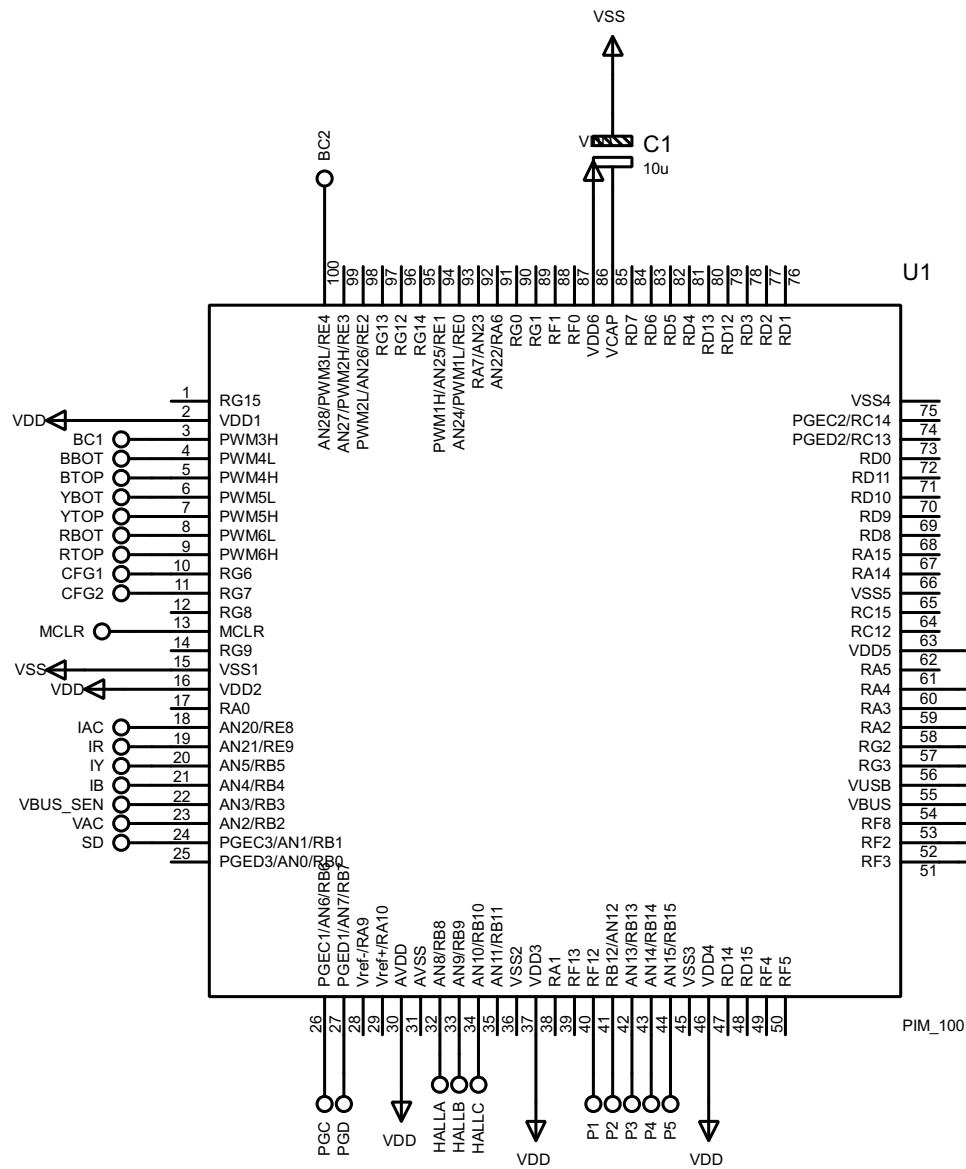 VSS
BC2
VDD
C1
10u
U1
100
99
98
97
96
95
94
93
92
91
90
89
88
87
86
85
84
83
82
81
80
79
78
77
76
AN28/PWM3L/RE4
AN27/PWM2H/RE3
PWM2L/AN26/RE2
RG13
RG12
RG14
PWM1H/AN25/RE1
AN24/PWM1L/RE0
RA7/AN23
AN22/RA6
RG0
RG1
RF1
RF0
VDD6
VCAP
RD7
RD6
RD5
RD4
RD13
RD12
RD3
RD2
RD1
1 RG15
VDD 2 VDD1
BC1 3 PWM3H
BBOT 4 PWM4L
BTOP 5 PWM4H
YBOT 6 PWM5L
YTOP 7 PWM5H
RBOT 8 PWM6L
RTOP 9 PWM6H
CFG1 10 RG6
CFG2 11 RG7
12 RG8
MCLR 13 MCLR
14 RG9
VSS 15 VSS1
VDD 16 VDD2
17 RA0
IAC 18 AN20/RE8
IR 19 AN21/RE9
IY 20 AN5/RB5
IB 21 AN4/RB4
VBUS_SEN 22 AN3/RB3
VAC 23 AN2/RB2
SD 24 PGEC3/AN1/RB1
25 PGED3/AN0/RB0
VSS4 75
PGEC2/RC14 74
PGED2/RC13 73
RD0 72
RD11 71
RD10 70
RD9 69
RD8 68
RA15 67
RA14 66
VSS5 65
RC15 64
RC12 63
VDD5 62
RA5 61
RA4 60
RA3 59
RA2 58
RG2 57
RG3 56
VUSB 55
VBUS 54
RF8 53
RF2 52
RF3 51
PGEC1/AN6/RB6
PGED1/AN7/RB7
Vref-/RA9
Vref+/RA10
AVDD
AVSS
AN8/RB8
AN9/RB9
AN10/RB10
AN11/RB11
VSS2
VDD3
RA1
RF13
RF12
RB12/AN12
AN13/RB13
AN14/RB14
AN15/RB15
VSS3
VDD4
RD14
RD15
RF4
RF5
26
27
28
29
30
31
32
33
34
35
36
37
38
39
40
41
42
43
44
45
46
47
48
49
50
PIM_100
PGC
PGD
VDD
HALLA
HALLB
HALLC
VDD
P1
P2
P3
P4
P5
VDD